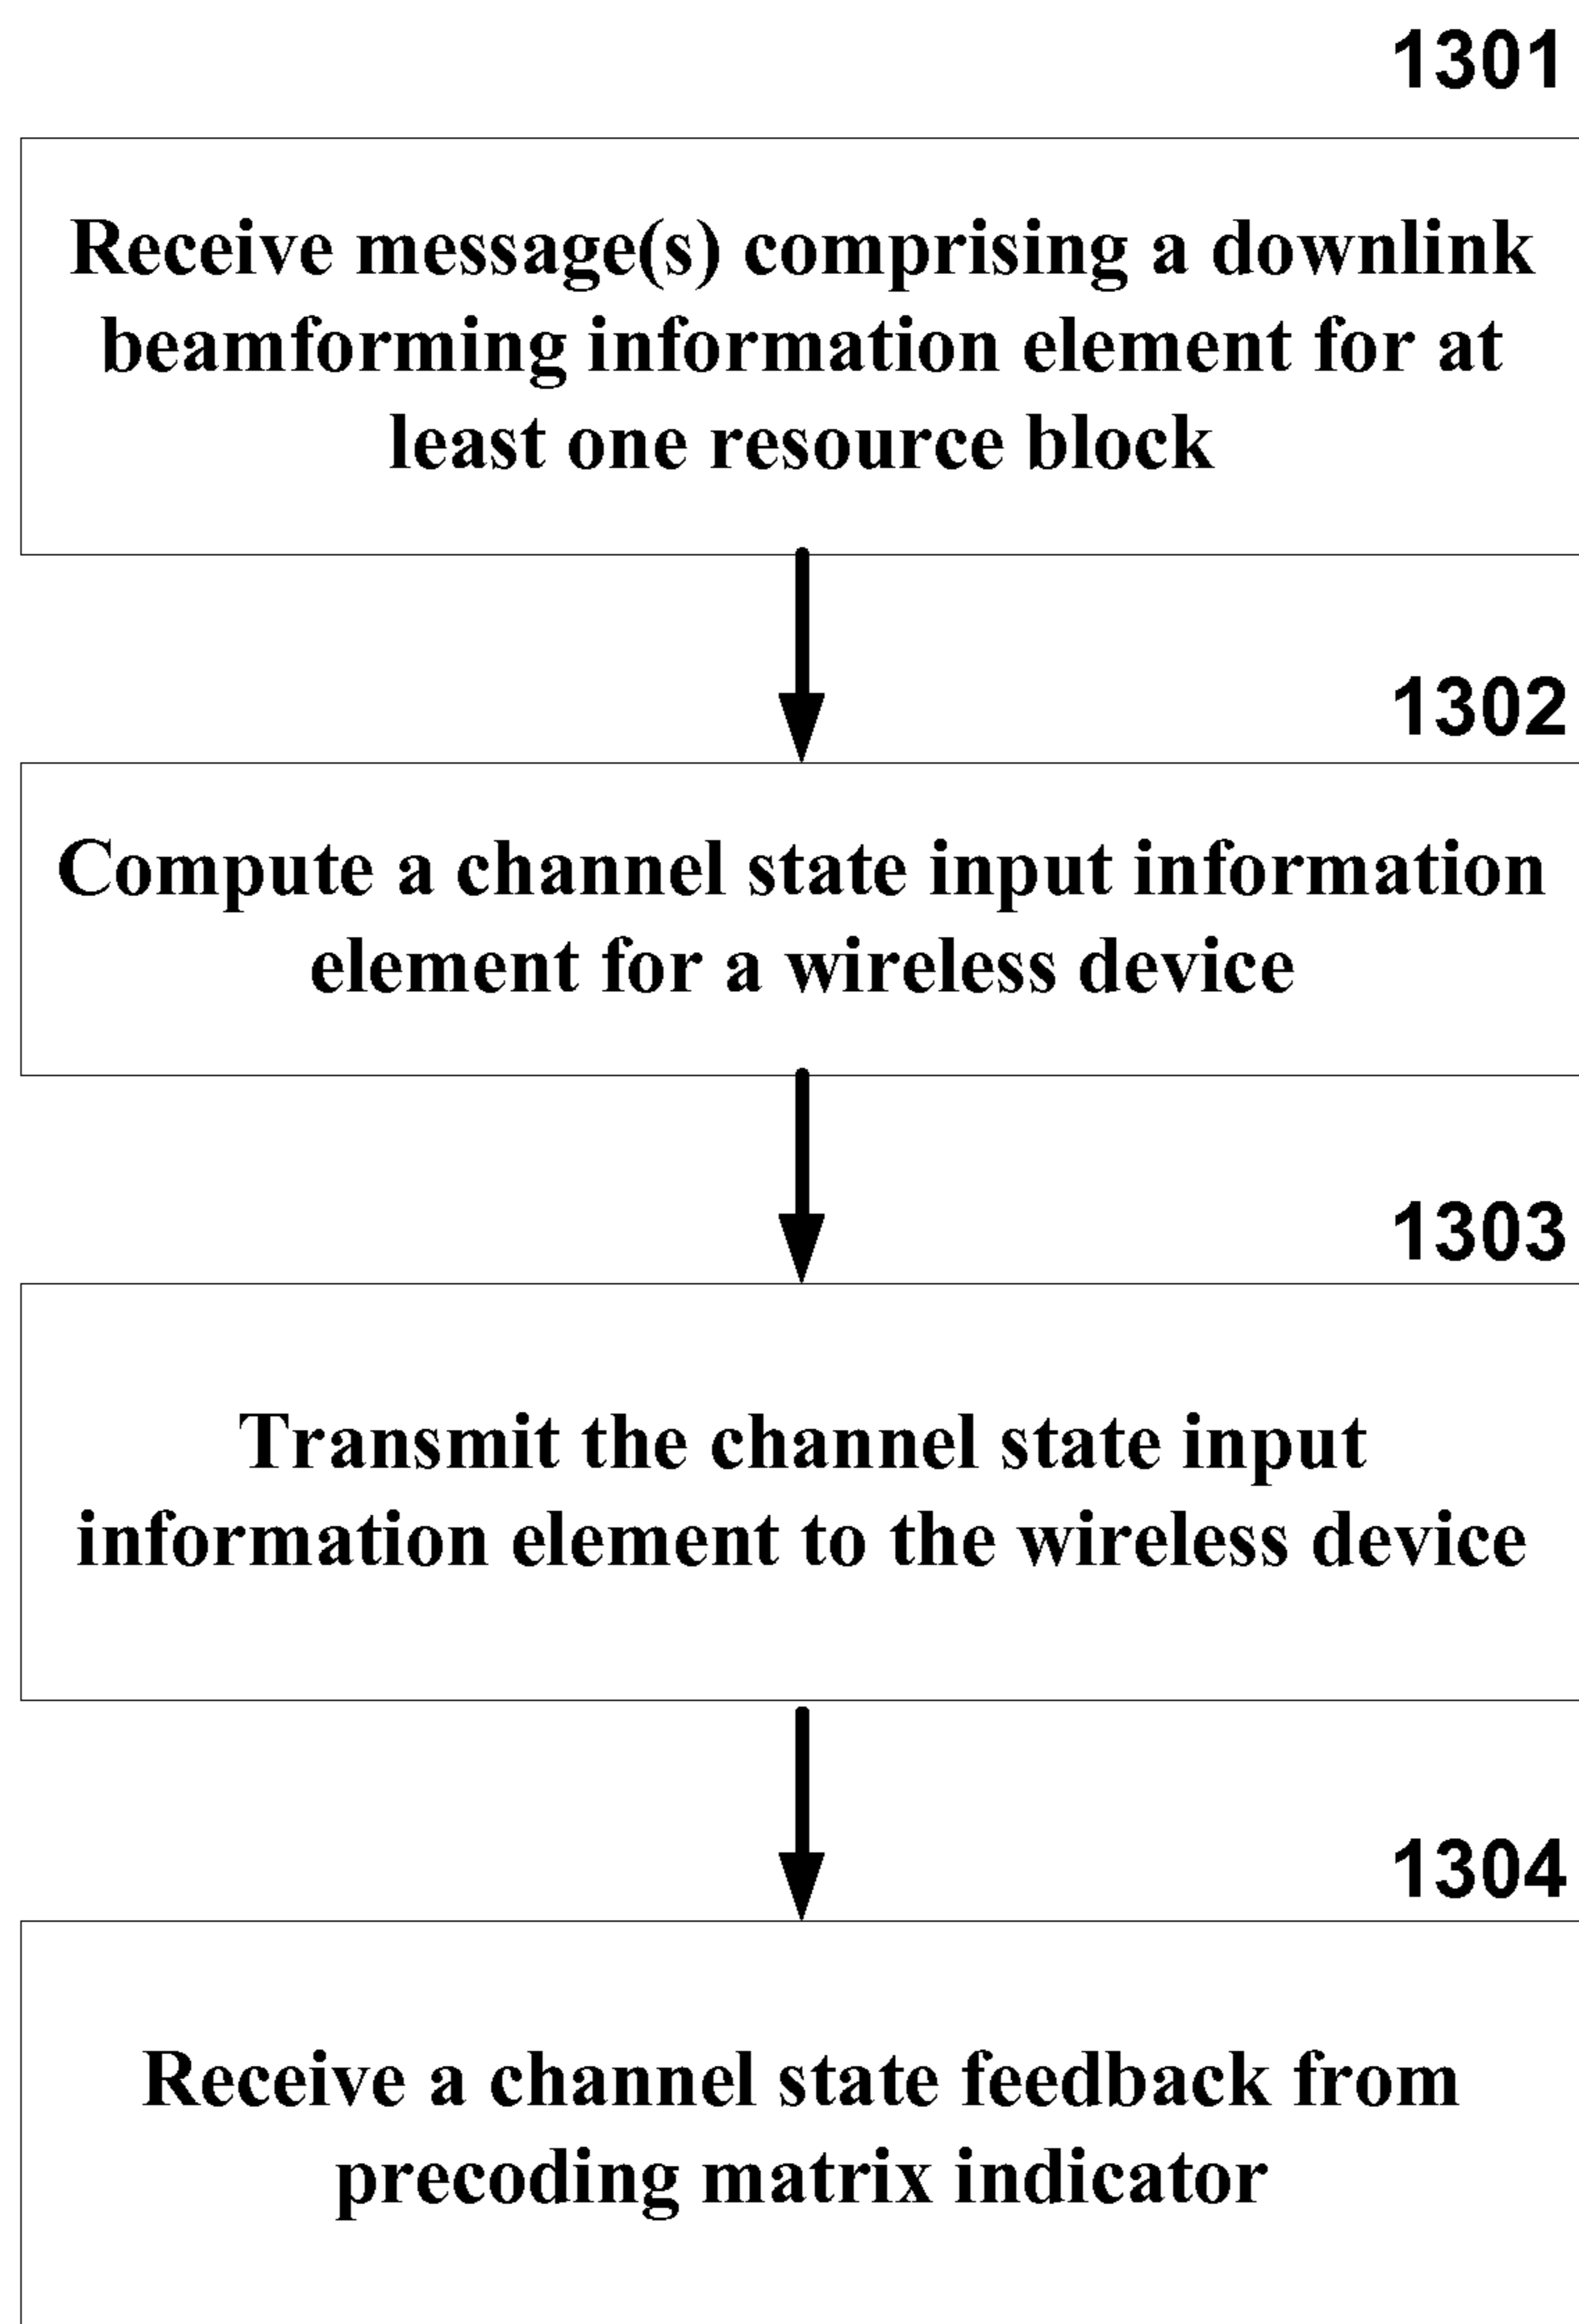 1301
Receive message(s) comprising a downlink
beamforming information element for at
least one resource block
1302
Compute a channel state input information
element for a wireless device
1303
Transmit the channel state input
information element to the wireless device
1304
Receive a channel state feedback from
precoding matrix indicator